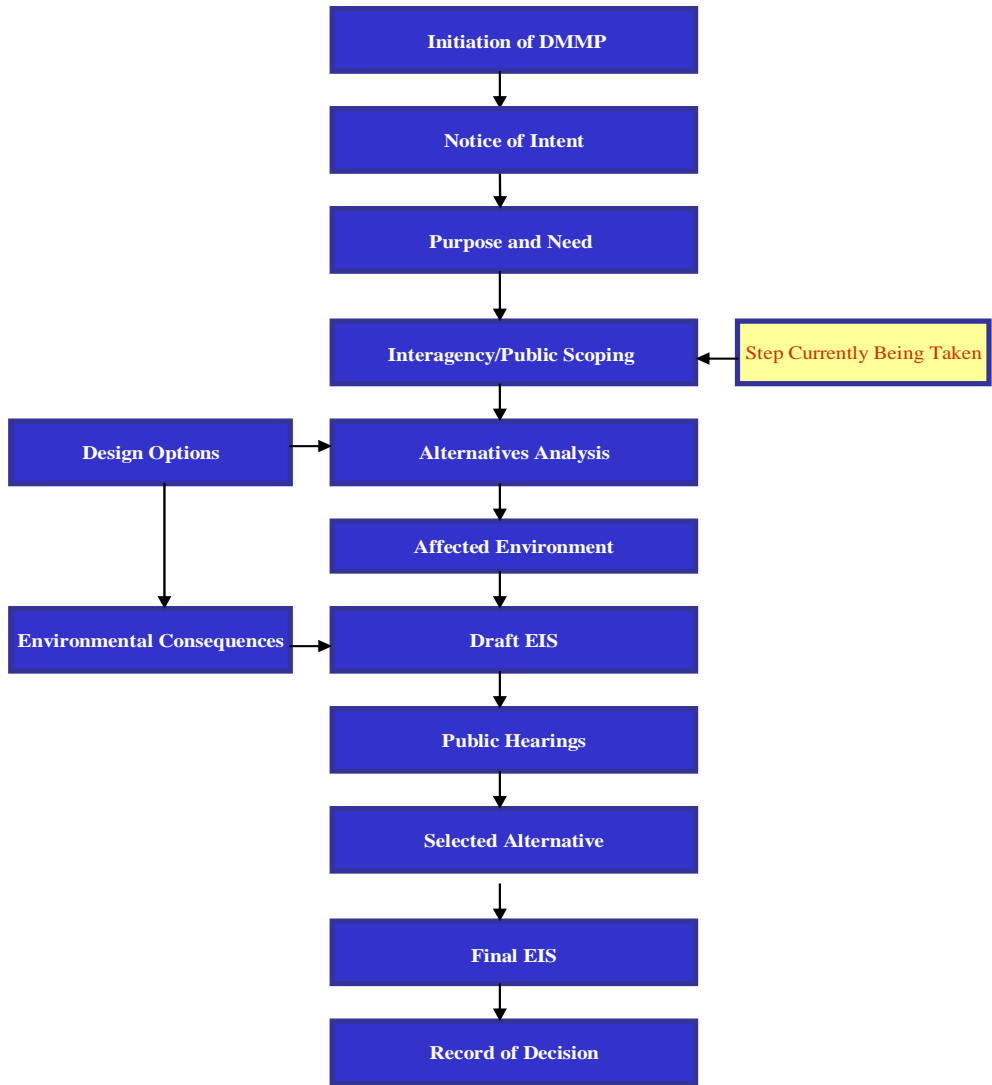 Initiation of DMMP
Notice of Intent
Purpose and Need
Interagency/Public Scoping
Step Currently Being Taken
Design Options
Alternatives Analysis
Affected Environment
Environmental Consequences
Draft EIS
Public Hearings
Selected Alternative
Final EIS
Record of Decision